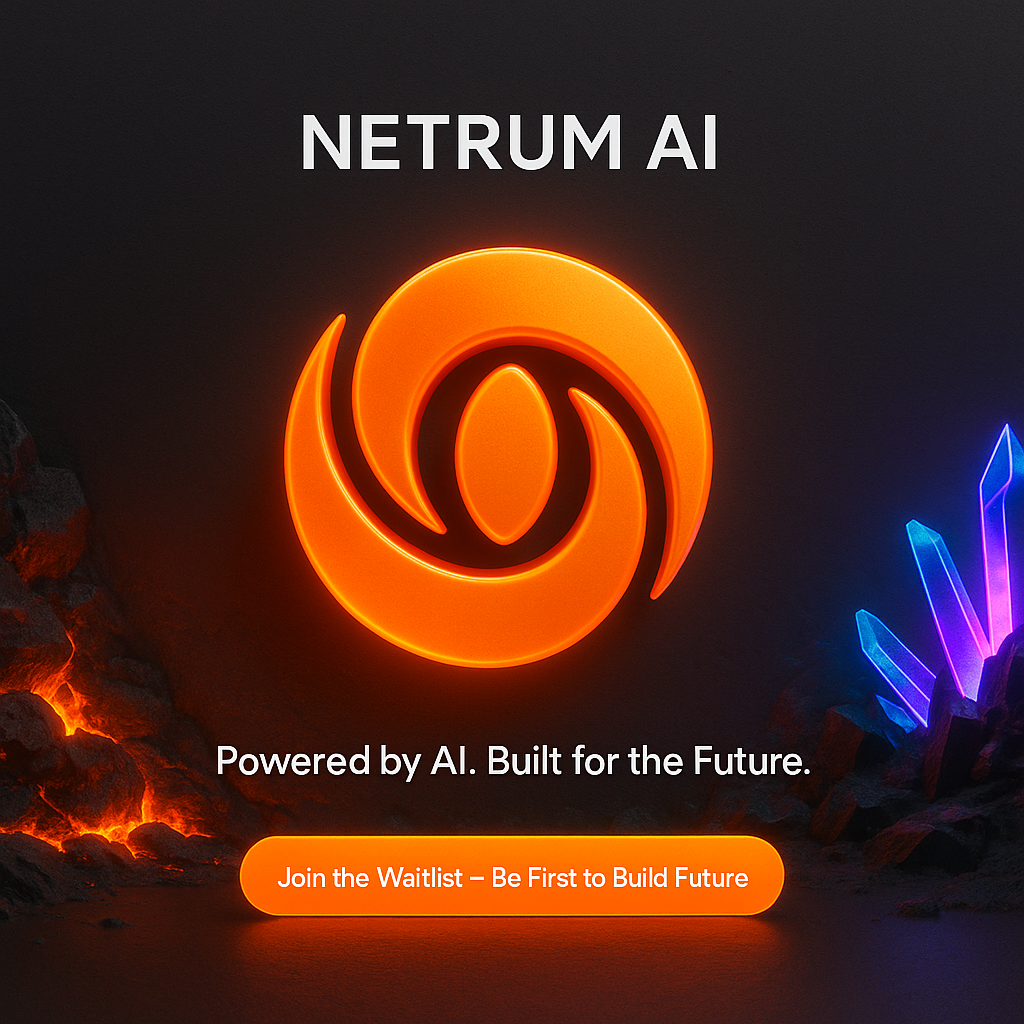 NETRUM AI
Powered by AI. Built for the Future.
Join the Waitlist – Be First to Build Future